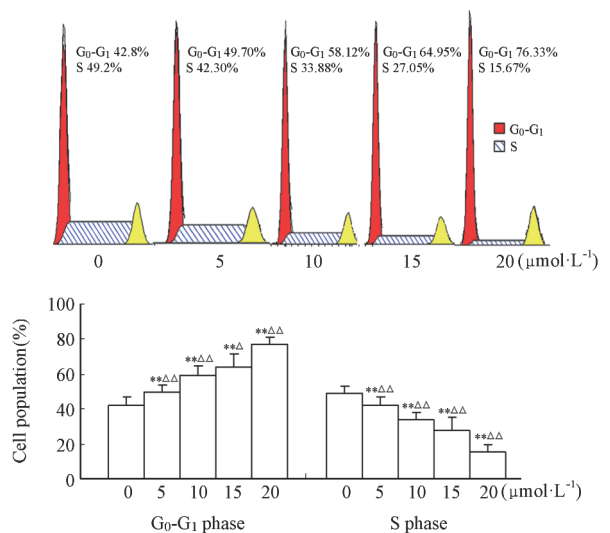 G₀-G₁ 42.8%
S 49.2%
G₀-G₁ 49.70%
S 42.30%
G₀-G₁ 58.12%
S 33.88%
G₀-G₁ 64.95%
S 27.05%
G₀-G₁ 76.33%
S 15.67%
G₀-G₁
S
0 5 10 15 20 (μmol·L⁻¹)
Cell population(%)
100
80
60
40
20
0
**△△ **△△ **△ **△△
**△△ **△△ **△△ **△△
0 5 10 15 20 0 5 10 15 20 (μmol·L⁻¹)
G₀-G₁ phase S phase